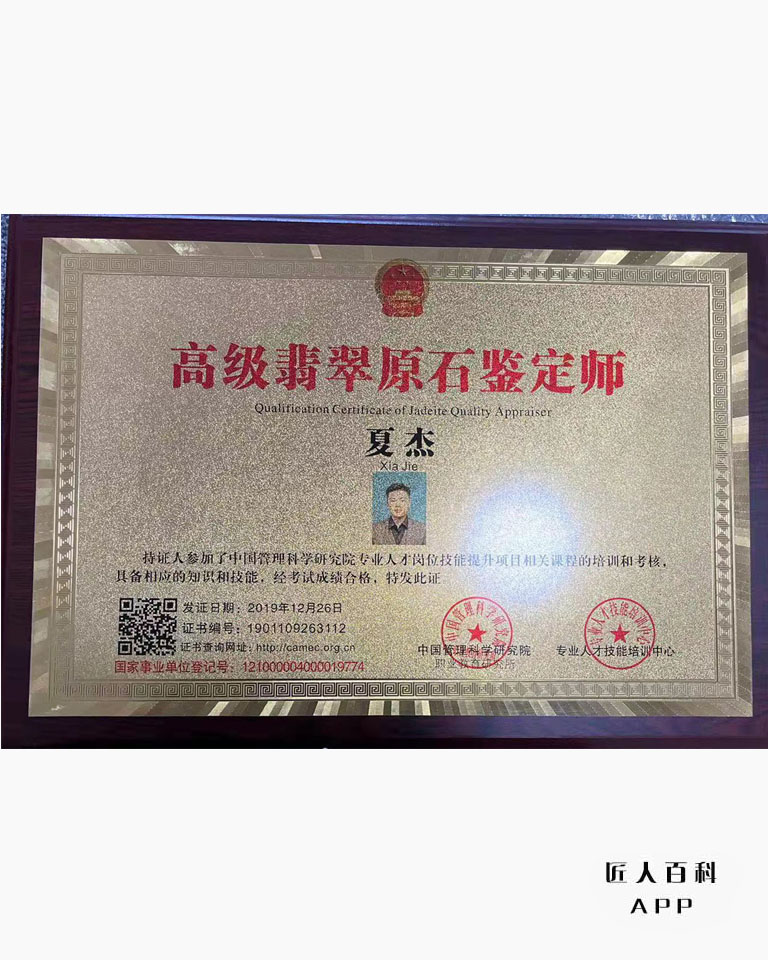 高级翡翠原石鉴定师
Qualification Certificate of Jadeite Quality Appraiser
夏杰
Xia Jie
持证人参加了中国管理科学研究院专业人才岗位技能提升项目相关课程的培训和考核，
具备相应的知识和技能，经考试成绩合格，特发此证
发证日期：2019年12月26日
证书编号：1901109263112
证书查询网址：http://camec.org.cn
国家事业单位登记号：121000004000019774
中国管理科学研究院
职业教育研究所
专业人才技能培训中心
匠人百科
APP